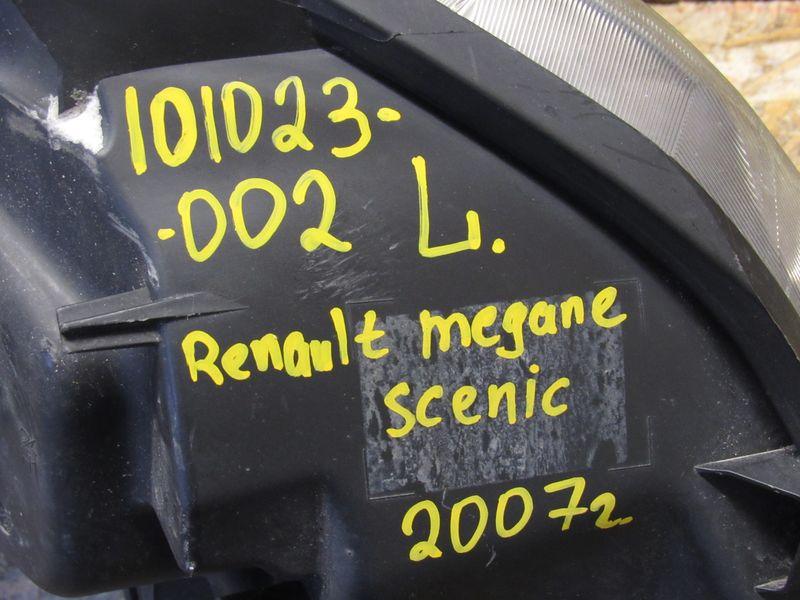 101023-
-002 L.
Renault megane
scenic
2007г.